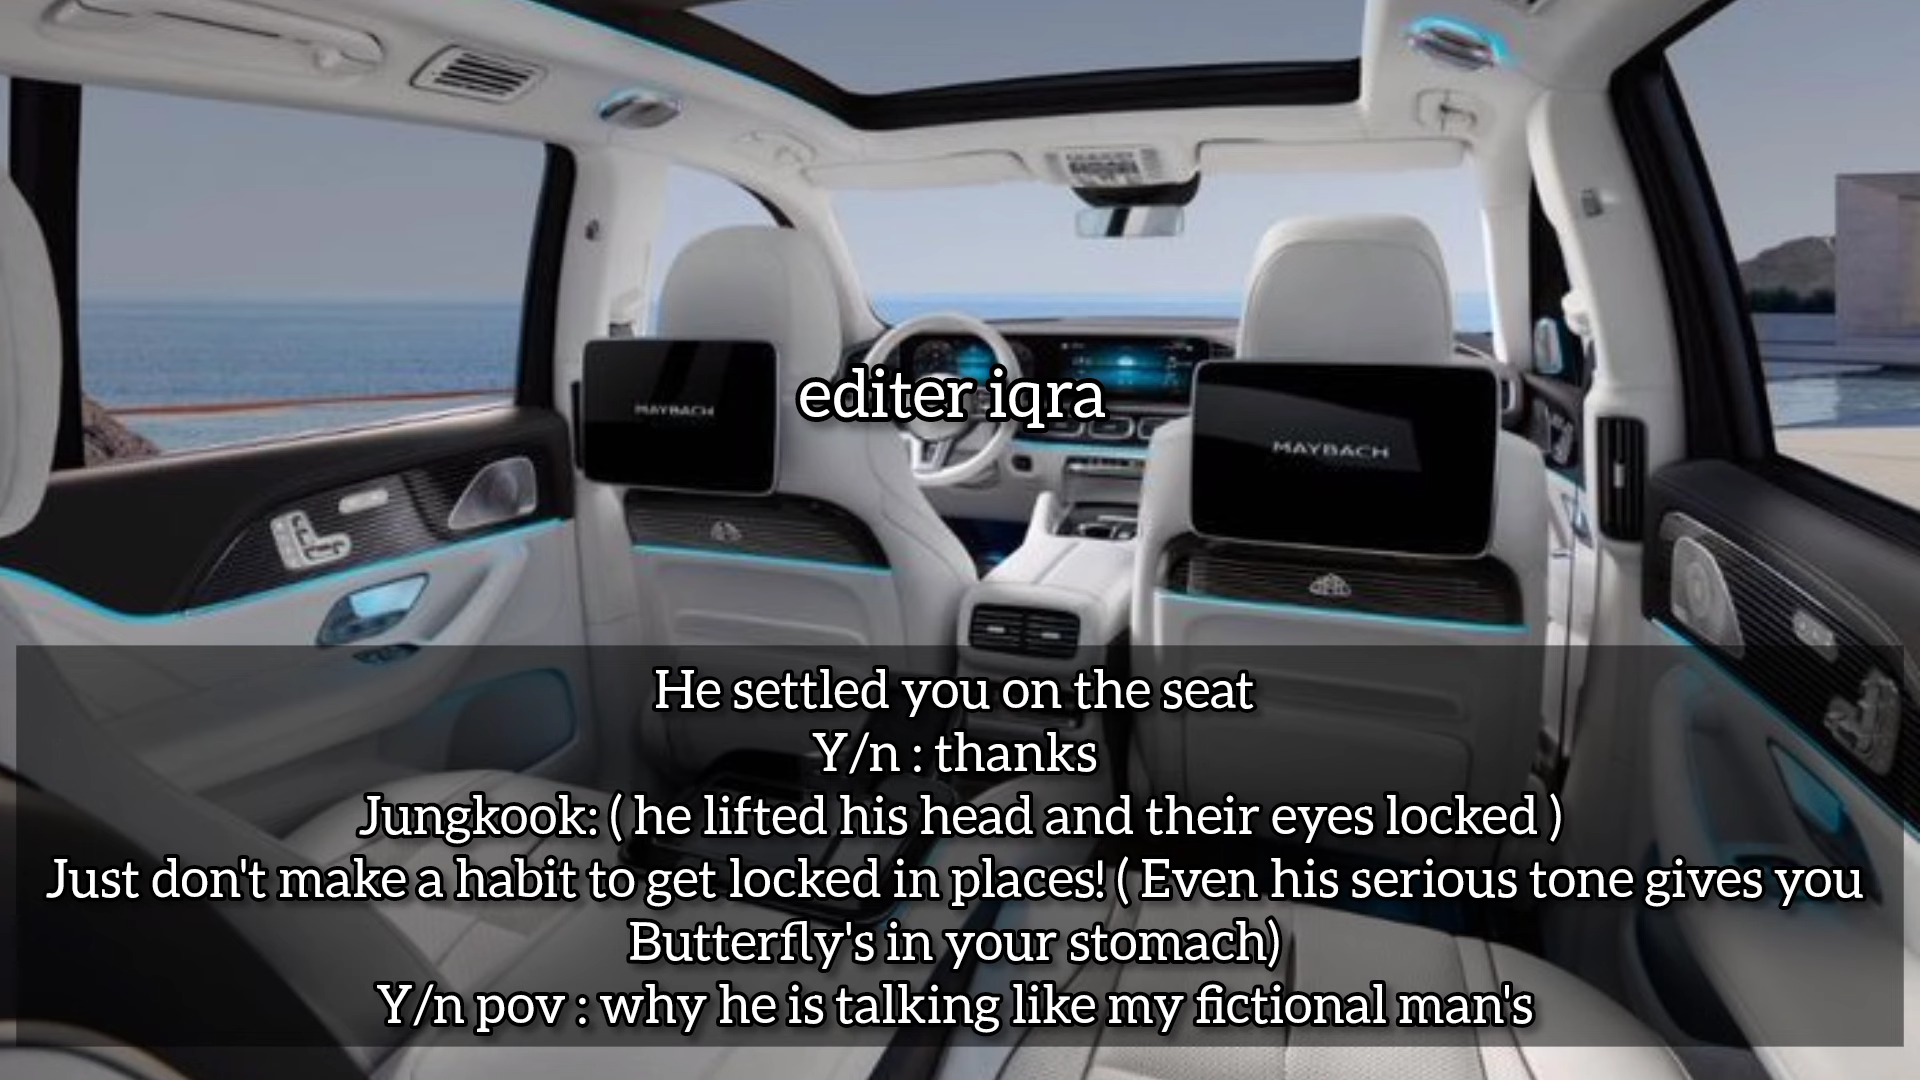 editer iqra
MAYBACH
MAYBACH
He settled you on the seat
Y/n : thanks
Jungkook: ( he lifted his head and their eyes locked )
Just don't make a habit to get locked in places! ( Even his serious tone gives you
Butterfly's in your stomach)
Y/n pov : why he is talking like my fictional man's